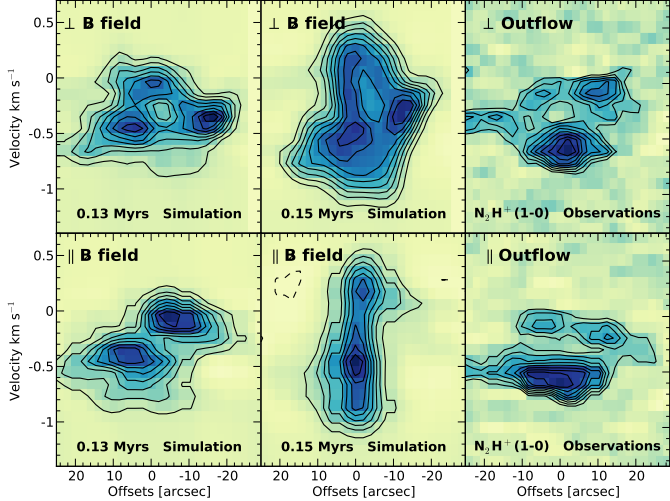 ⊥ B field
⊥ B field
⊥ Outflow
0.5
0
-0.5
-1
Velocity km s⁻¹
0.13 Myrs Simulation
0.15 Myrs Simulation
N₂H⁺(1-0) Observations
∥ B field
∥ B field
∥ Outflow
0.5
0
-0.5
-1
Velocity km s⁻¹
0.13 Myrs Simulation
0.15 Myrs Simulation
N₂H⁺(1-0) Observations
20 10 0 -10 -20
20 10 0 -10 -20
20 10 0 -10 -20
Offsets [arcsec]
Offsets [arcsec]
Offsets [arcsec]